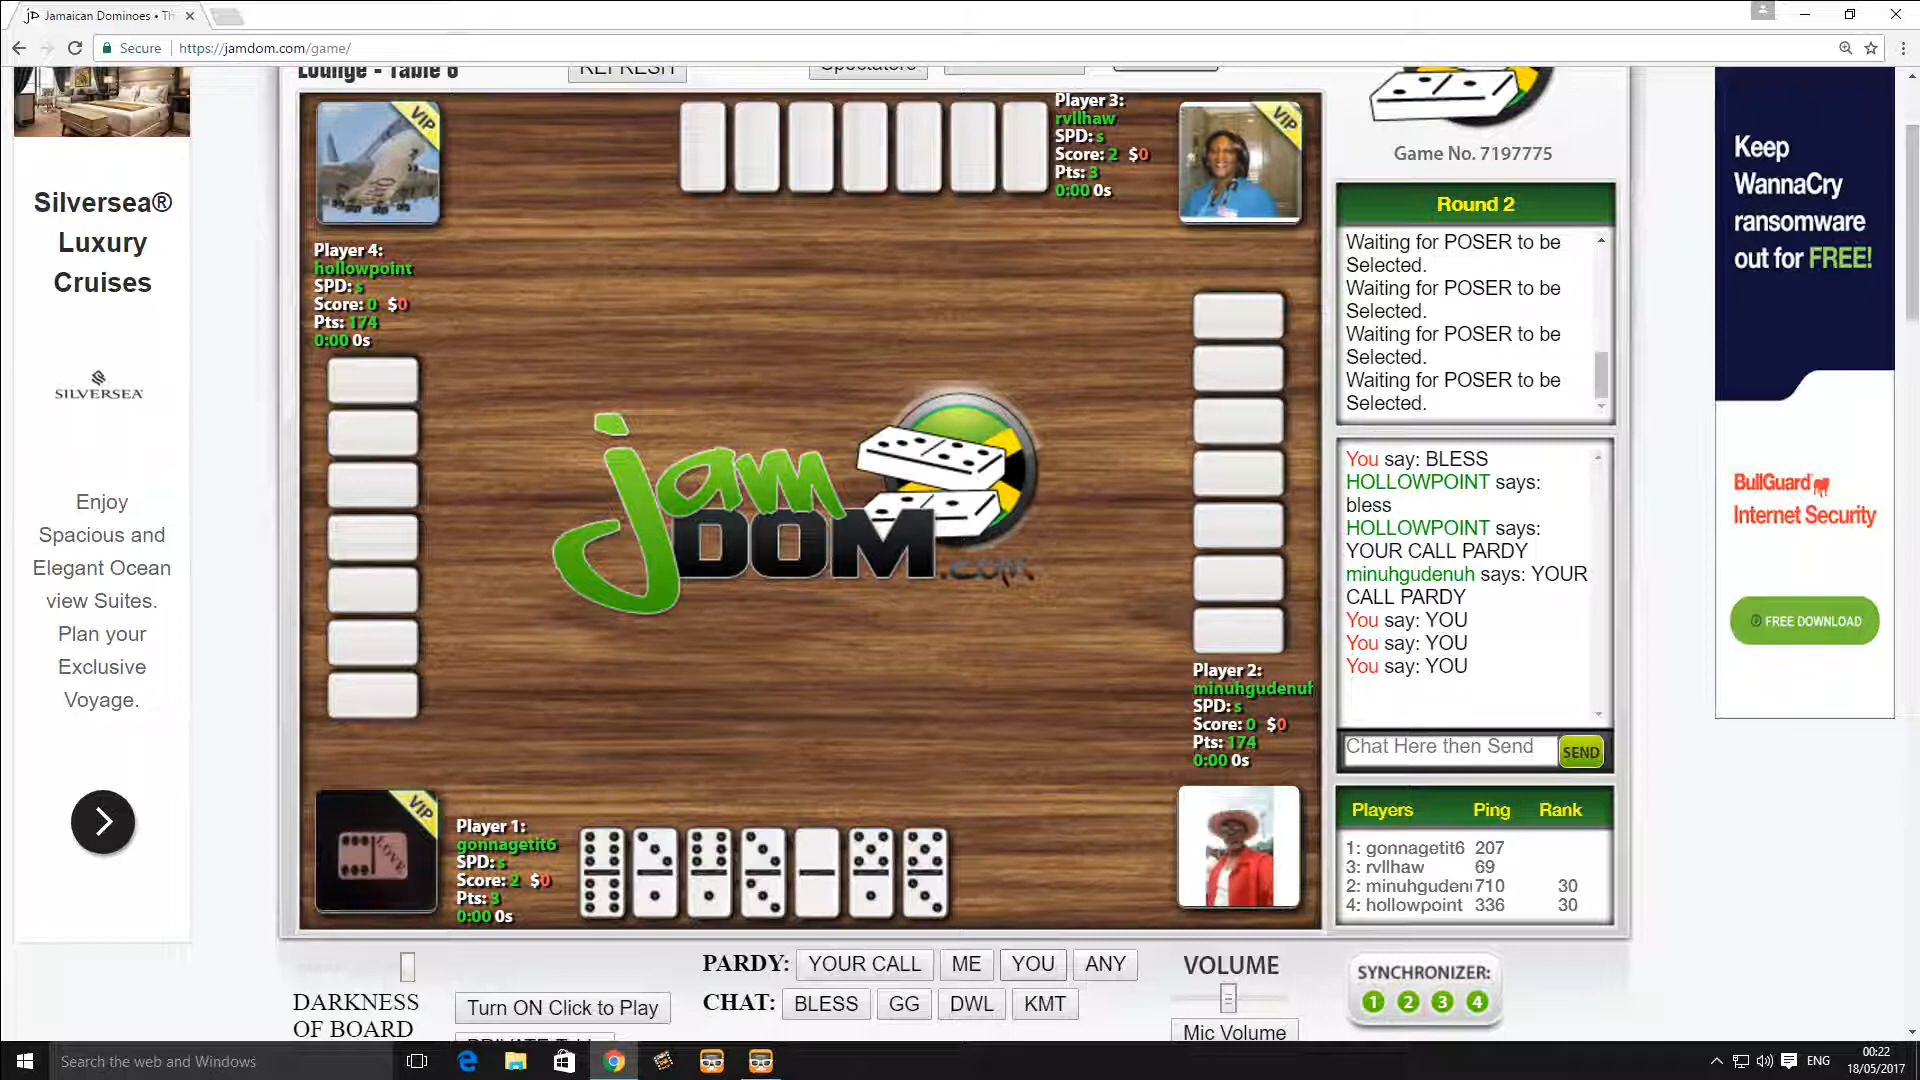 Jamaican Dominoes • Th
Secure
https://jamdom.com/game/
Lounge - Table 6
REFRESH
Spectators
Silversea®
Luxury
Cruises
SILVERSEA
Enjoy
Spacious and
Elegant Ocean
view Suites.
Plan your
Exclusive
Voyage.
VIP
Player 4:
hollowpoint
SPD: s
Score: 0 $0
Pts: 174
0:00 0s
Player 3:
rvllhaw
SPD: s
Score: 2 $0
Pts: 3
0:00 0s
VIP
jam
DOM.com
Player 2:
minuhgudenuh
SPD: s
Score: 0 $0
Pts: 174
0:00 0s
VIP
LOVE
Player 1:
gonnagetit6
SPD: s
Score: 2 $0
Pts: 3
0:00 0s
Game No. 7197775
Round 2
Waiting for POSER to be
Selected.
Waiting for POSER to be
Selected.
Waiting for POSER to be
Selected.
Waiting for POSER to be
Selected.
You say: BLESS
HOLLOWPOINT says:
bless
HOLLOWPOINT says:
YOUR CALL PARDY
minuhgudenuh says: YOUR
CALL PARDY
You say: YOU
You say: YOU
You say: YOU
Chat Here then Send
SEND
Players Ping Rank
1: gonnagetit6 207
3: rvllhaw 69
2: minuhguden 710 30
4: hollowpoint 336 30
Keep
WannaCry
ransomware
out for FREE!
BullGuard
Internet Security
FREE DOWNLOAD
DARKNESS
OF BOARD
Turn ON Click to Play
PARDY: YOUR CALL ME YOU ANY
CHAT: BLESS GG DWL KMT
VOLUME
Mic Volume
SYNCHRONIZER:
1 2 3 4
Search the web and Windows
ENG
00:22
18/05/2017